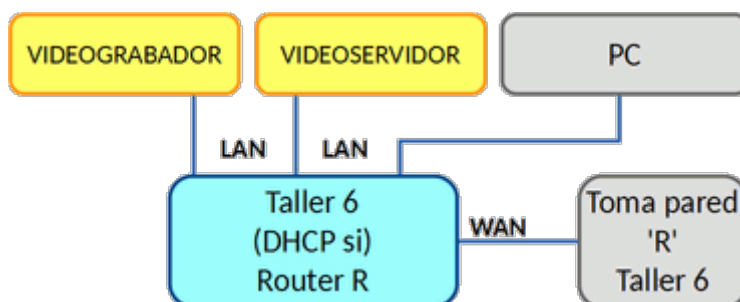 VIDEOGRABADOR
VIDEOSERVIDOR
PC
LAN
LAN
Taller 6
(DHCP si)
Router R
WAN
Toma pared
'R'
Taller 6